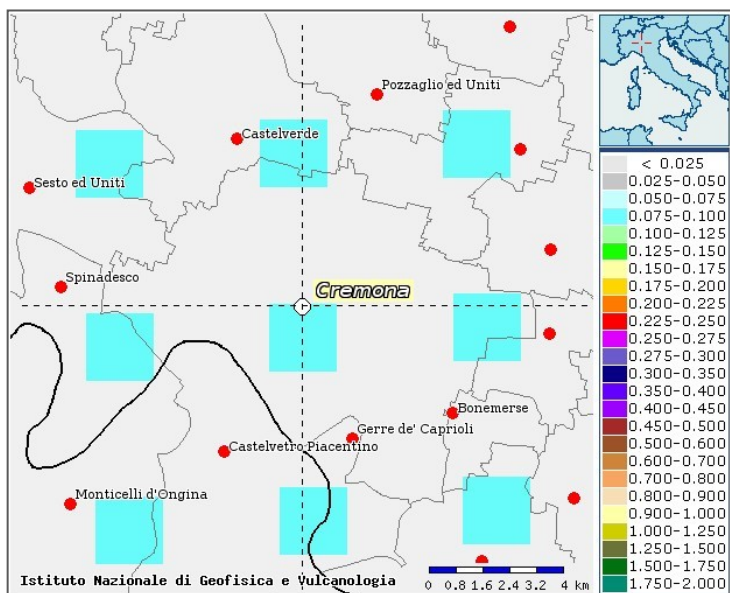 Pozzaglio ed Uniti
Castelverde
Sesto ed Uniti
Spinadesco
Cremona
Bonemerse
Gerre de' Caprioli
Castelvetro Piacentino
Monticelli d'Ongina
Istituto Nazionale di Geofisica e Vulcanologia
0 0.8 1.6 2.4 3.2 4 km
< 0.025
0.025-0.050
0.050-0.075
0.075-0.100
0.100-0.125
0.125-0.150
0.150-0.175
0.175-0.200
0.200-0.225
0.225-0.250
0.250-0.275
0.275-0.300
0.300-0.350
0.350-0.400
0.400-0.450
0.450-0.500
0.500-0.600
0.600-0.700
0.700-0.800
0.800-0.900
0.900-1.000
1.000-1.250
1.250-1.500
1.500-1.750
1.750-2.000